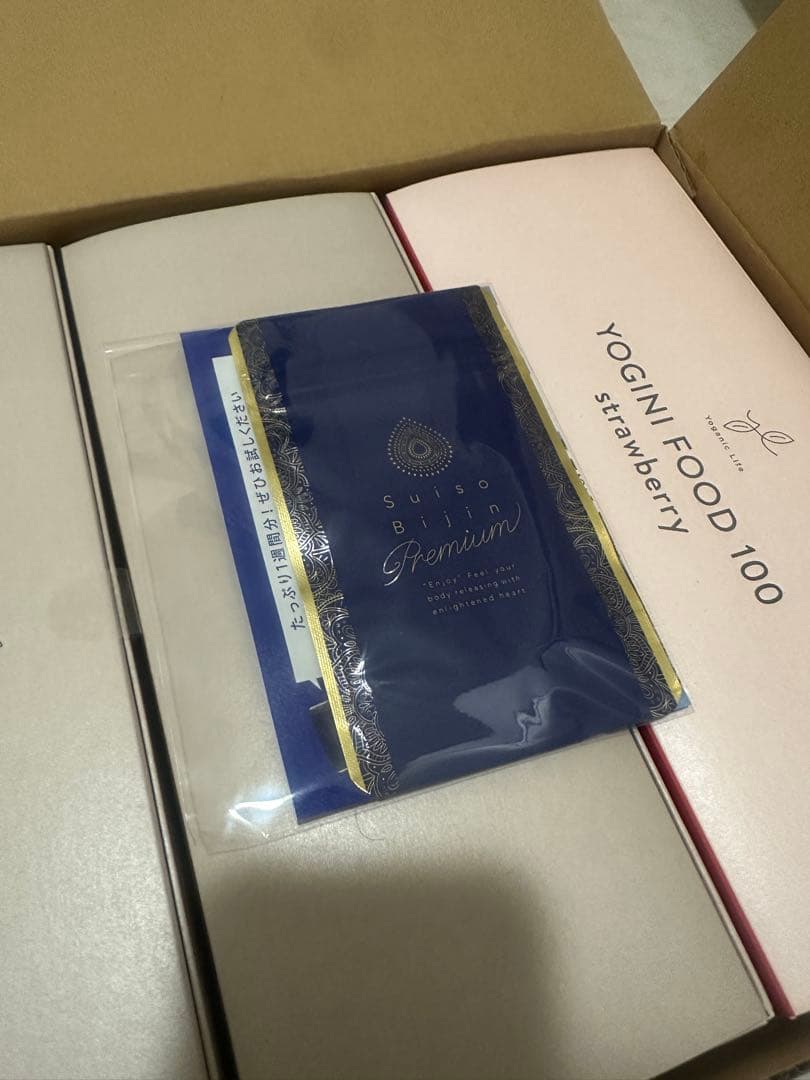 たっぷり1週間分！ぜひお試しください
Suiso
Bijin
Premium
"Enjoy" Feel your
body releasing with
enlightened heart
Yoganic Life
YOGINI FOOD 100
strawberry